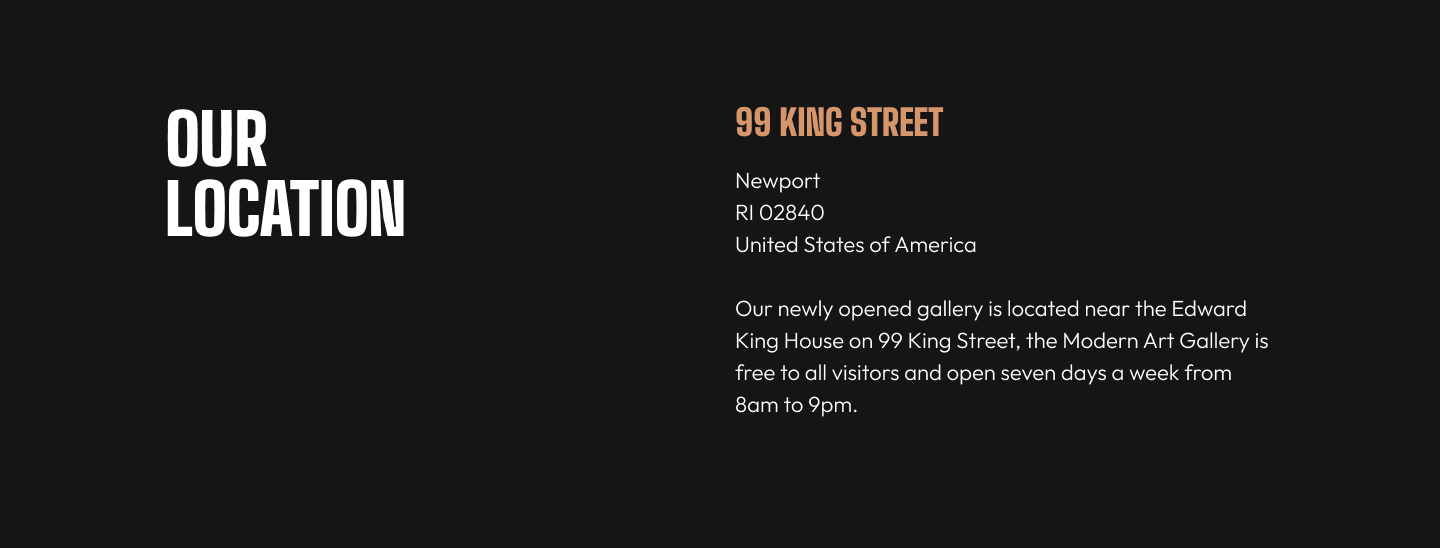 OUR
LOCATION
99 KING STREET
Newport
RI 02840
United States of America
Our newly opened gallery is located near the Edward
King House on 99 King Street, the Modern Art Gallery is
free to all visitors and open seven days a week from
8am to 9pm.